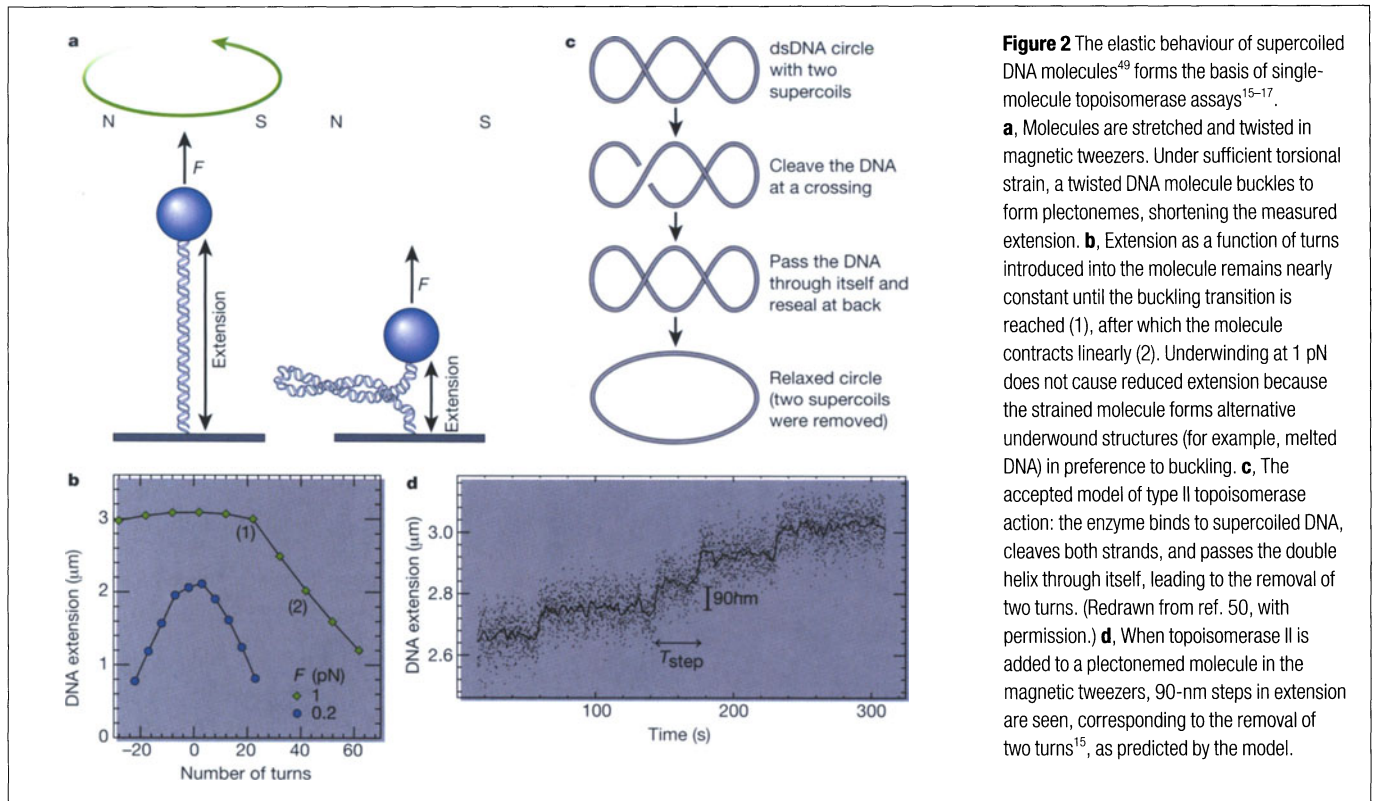 a
N
S
N
S
F
F
Extension
Extension
c
dsDNA circle
with two
supercoils
Cleave the DNA
at a crossing
Pass the DNA
through itself and
reseal at back
Relaxed circle
(two supercoils
were removed)
b
DNA extension (μm)
3
2
1
0
(1)
(2)
F (pN)
1
0.2
−20
0
20
40
60
Number of turns
d
DNA extension (μm)
3.0
2.8
2.6
90nm
Tstep
100
200
300
Time (s)
Figure 2 The elastic behaviour of supercoiled
DNA molecules49 forms the basis of single-
molecule topoisomerase assays15–17.
a, Molecules are stretched and twisted in
magnetic tweezers. Under sufficient torsional
strain, a twisted DNA molecule buckles to
form plectonemes, shortening the measured
extension. b, Extension as a function of turns
introduced into the molecule remains nearly
constant until the buckling transition is
reached (1), after which the molecule
contracts linearly (2). Underwinding at 1 pN
does not cause reduced extension because
the strained molecule forms alternative
underwound structures (for example, melted
DNA) in preference to buckling. c, The
accepted model of type II topoisomerase
action: the enzyme binds to supercoiled DNA,
cleaves both strands, and passes the double
helix through itself, leading to the removal of
two turns. (Redrawn from ref. 50, with
permission.) d, When topoisomerase II is
added to a plectonemed molecule in the
magnetic tweezers, 90-nm steps in extension
are seen, corresponding to the removal of
two turns15, as predicted by the model.